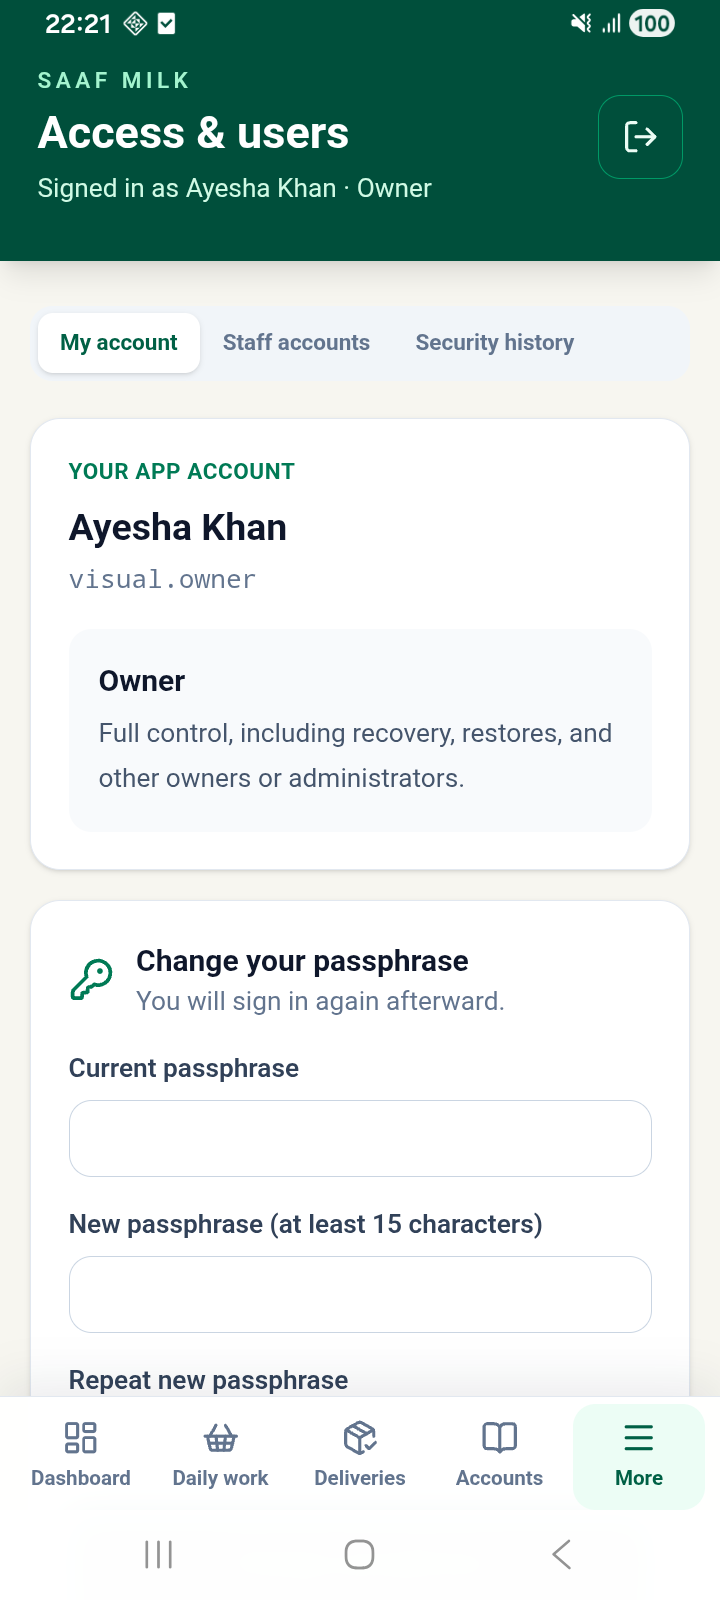 22:21
100
SAAF MILK
Access & users
Signed in as Ayesha Khan · Owner
My account
Staff accounts
Security history
YOUR APP ACCOUNT
Ayesha Khan
visual.owner
Owner
Full control, including recovery, restores, and
other owners or administrators.
Change your passphrase
You will sign in again afterward.
Current passphrase
New passphrase (at least 15 characters)
Repeat new passphrase
Dashboard
Daily work
Deliveries
Accounts
More